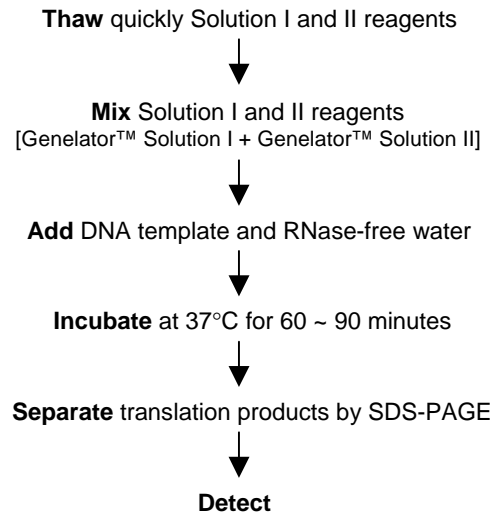 Thaw quickly Solution I and II reagents
Mix Solution I and II reagents
[Genelator™ Solution I + Genelator™ Solution II]
Add DNA template and RNase-free water
Incubate at 37°C for 60 ~ 90 minutes
Separate translation products by SDS-PAGE
Detect